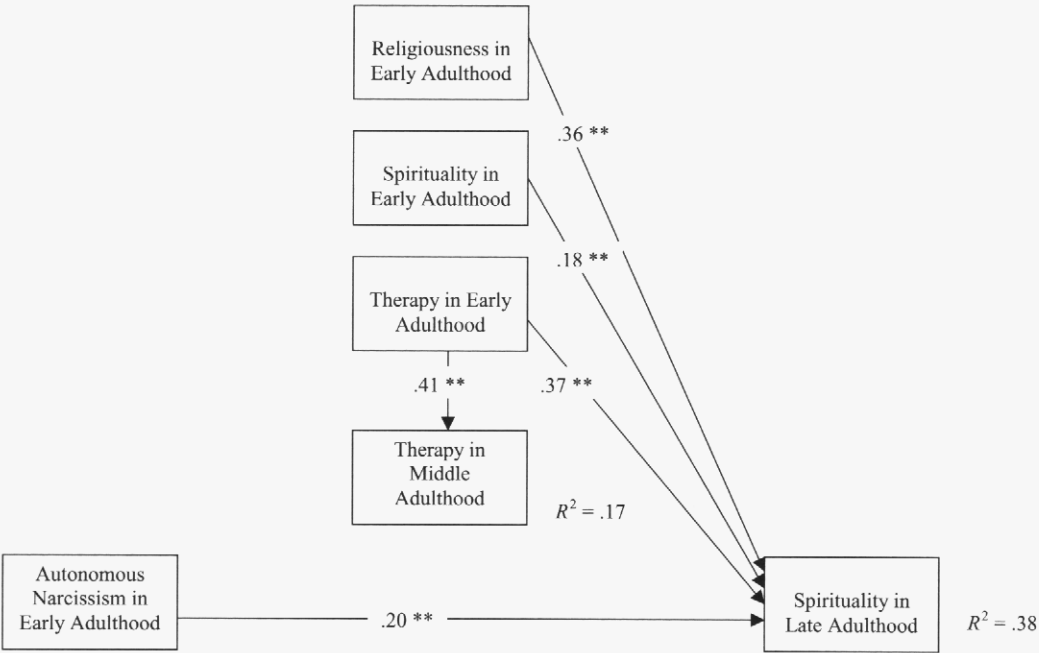 Religiousness in
Early Adulthood
.36 **
Spirituality in
Early Adulthood
.18 **
Therapy in Early
Adulthood
.41 **
.37 **
Therapy in
Middle
Adulthood
R² = .17
Autonomous
Narcissism in
Early Adulthood
.20 **
Spirituality in
Late Adulthood
R² = .38